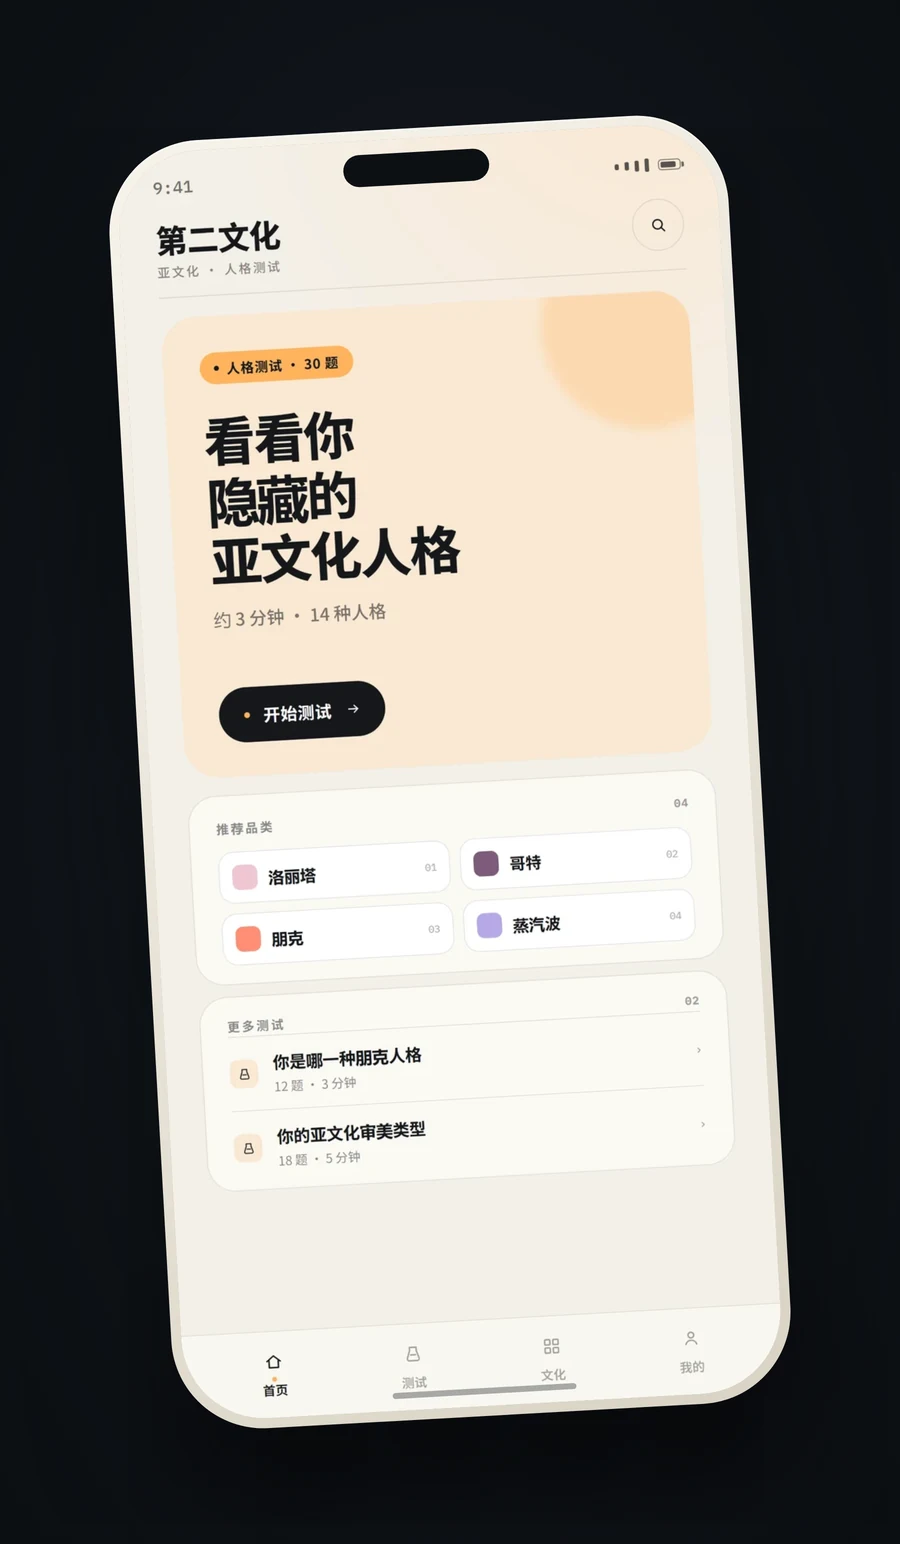 9:41
第二文化
亚文化 · 人格测试
• 人格测试 · 30 题
看看你
隐藏的
亚文化人格
约 3 分钟 · 14 种人格
开始测试 →
推荐品类 04
洛丽塔 01
哥特 02
朋克 03
蒸汽波 04
更多测试 02
你是哪一种朋克人格
12 题 · 3 分钟
你的亚文化审美类型
18 题 · 5 分钟
首页 测试 文化 我的